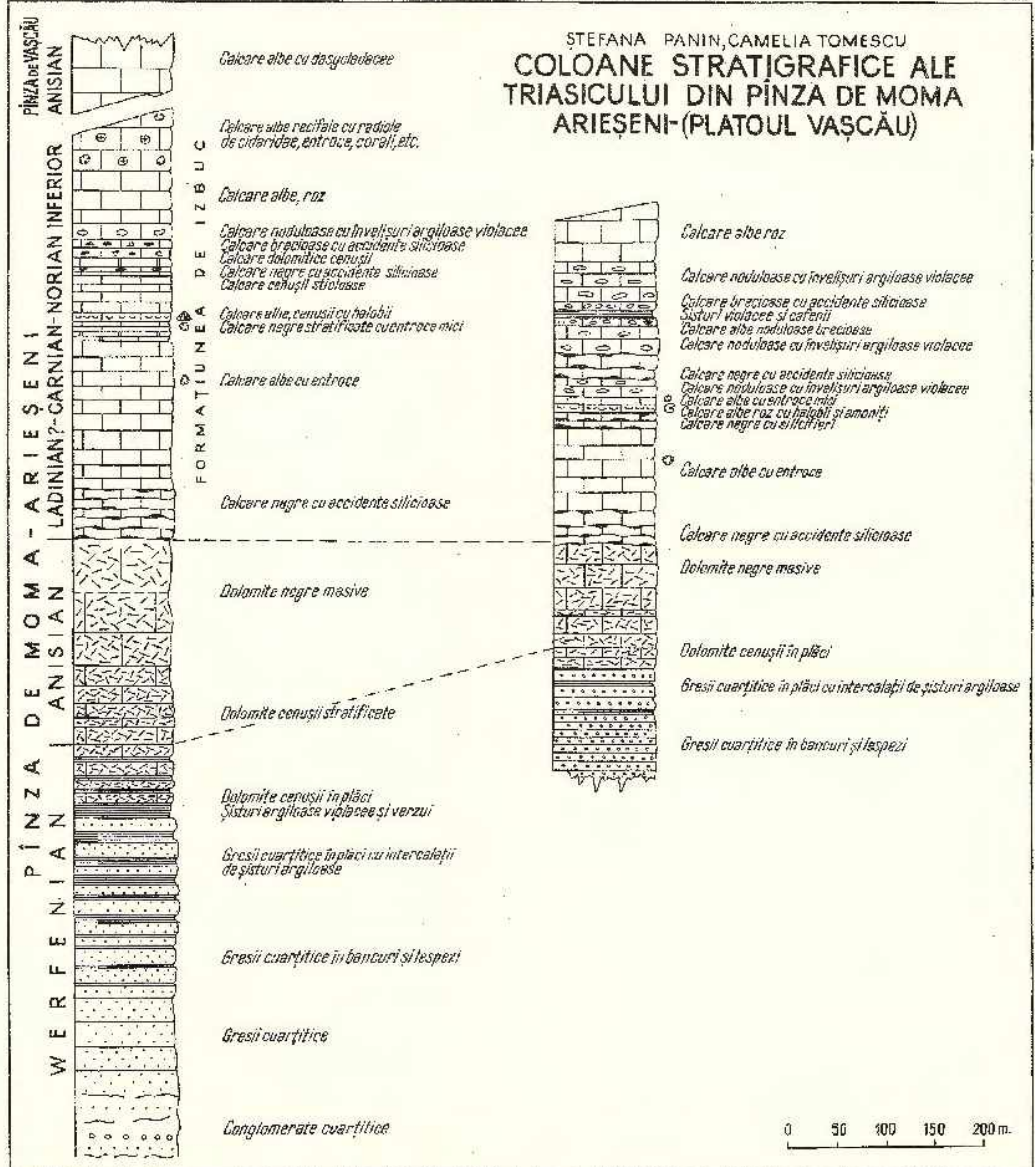 ȘTEFANA PANIN, CAMELIA TOMESCU
COLOANE STRATIGRAFICE ALE
TRIASICULUI DIN PÎNZA DE MOMA
ARIEȘENI-(PLATOUL VAȘCĂU)
PÎNZA DE VAȘCĂU
ANISIAN
PÎNZA DE MOMA-ARIEȘENI
LADINIAN?-CARNIAN-NORIAN INFERIOR
ANISIAN
WERFENIAN
FORMAȚIUNEA DE IZBUC
Calcare albe cu dasycladacee
Calcare albe recifale cu radiole
de cidaridae, entroce, corali, etc.
Calcare albe, roz
Calcare noduloase cu învelișuri argiloase violacee
Calcare brecioase cu accidente silicioase
Calcare dolomitice cenușii
Calcare negre cu accidente silicioase
Calcare cenușii sticloase
Calcare albe, cenușii cu halobii
Calcare negre stratificate cu entroce mici
Calcare albe cu entroce
Calcare negre cu accidente silicioase
Dolomite negre masive
Dolomite cenușii stratificate
Dolomite cenușii în plăci
Șisturi argiloase violacee și verzui
Gresii cuarțitice în plăci cu intercalații
de șisturi argiloase
Gresii cuarțitice în bancuri și lespezi
Gresii cuarțitice
Conglomerate cuarțitice
Calcare albe roz
Calcare noduloase cu învelișuri argiloase violacee
Calcare brecioase cu accidente silicioase
Șisturi violacee și
Calcare albe noduloase brecioase
Calcare noduloase cu învelișuri argiloase violacee
Calcare negre cu accidente silicioase
Calcare noduloase cu învelișuri argiloase violacee
Calcare albe cu entroce mici
Calcare albe roz cu halobii și amoniți
Calcare negre cu silicifieri
Calcare albe cu entroce
Calcare negre cu accidente silicioase
Dolomite negre masive
Dolomite cenușii în plăci
Gresii cuarțitice în plăci cu intercalații de șisturi argiloase
Gresii cuarțitice în bancuri și lespezi
0 50 100 150 200 m.